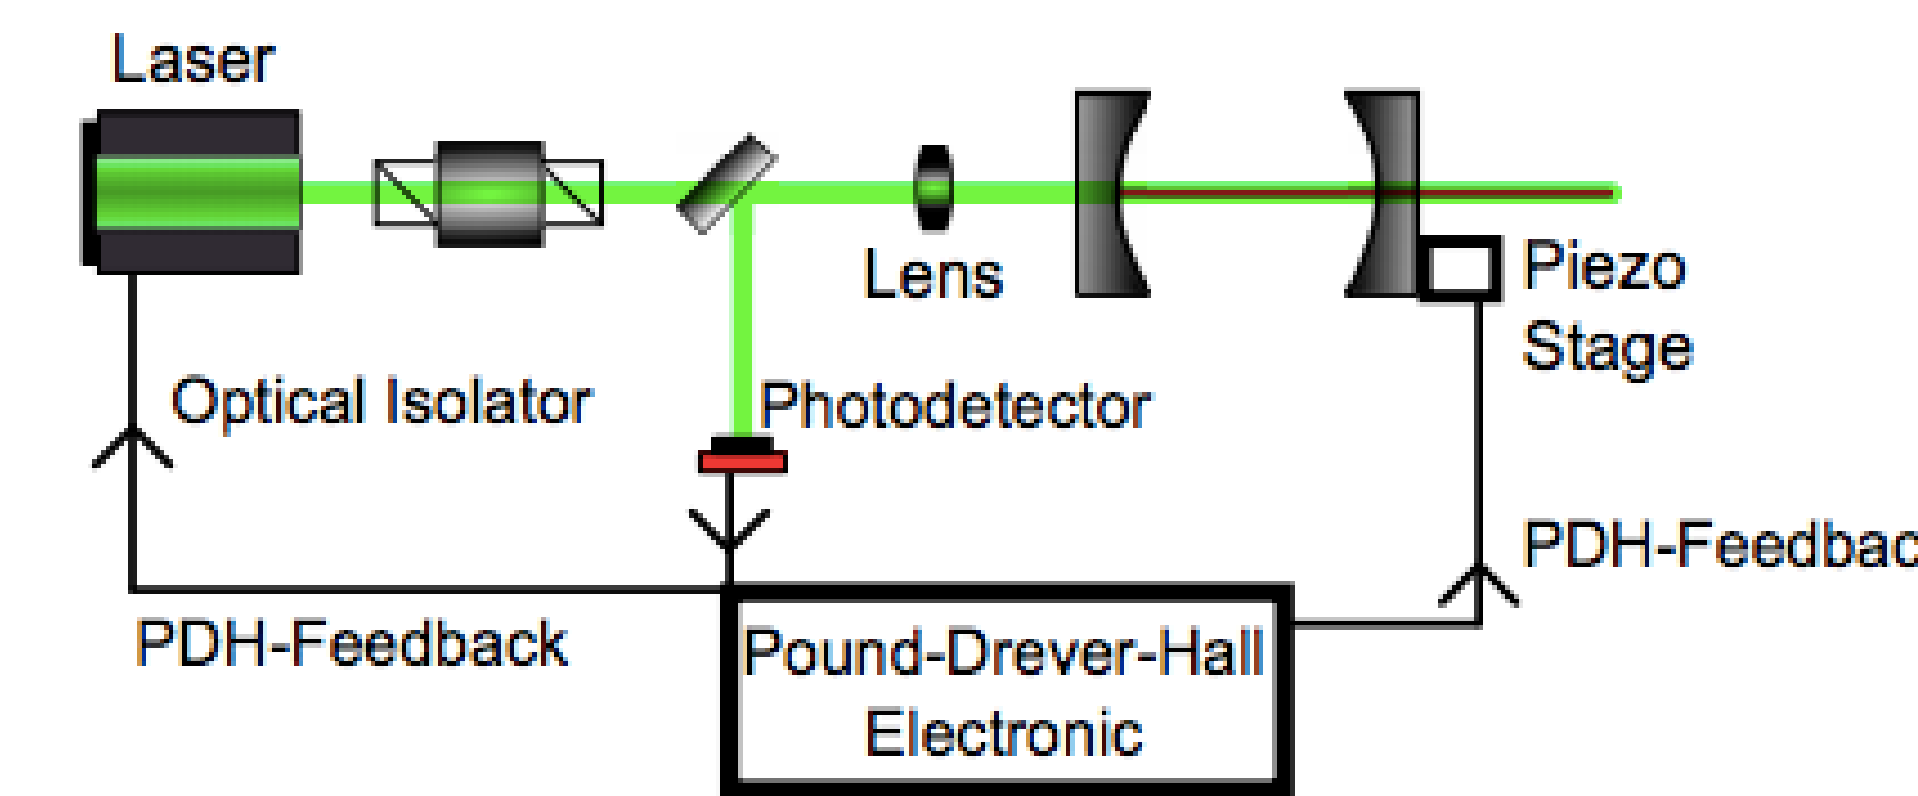 Laser
Lens
Piezo
Stage
Optical Isolator
Photodetector
PDH-Feedbac
PDH-Feedback
Pound-Drever-Hall
Electronic